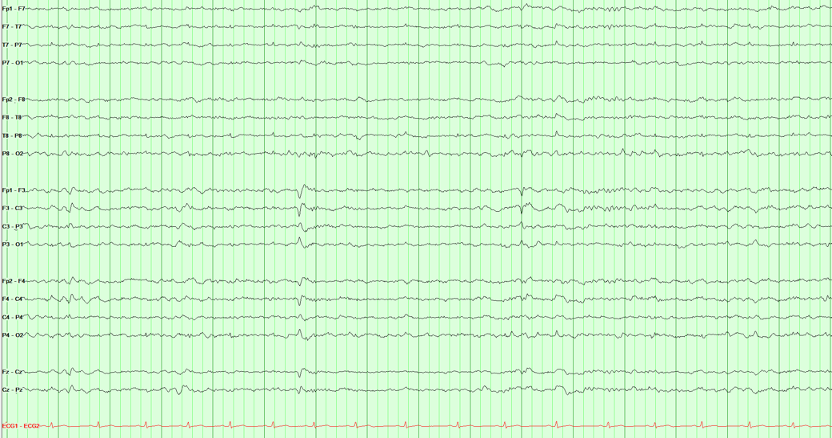 Fp1 - F7
F7 - T7
T7 - P7
P7 - O1
Fp2 - F8
F8 - T8
T8 - P8
P8 - O2
Fp1 - F3
F3 - C3
C3 - P3
P3 - O1
Fp2 - F4
F4 - C4
C4 - P4
P4 - O2
Fz - Cz
Cz - Pz
ECG1 - ECG2